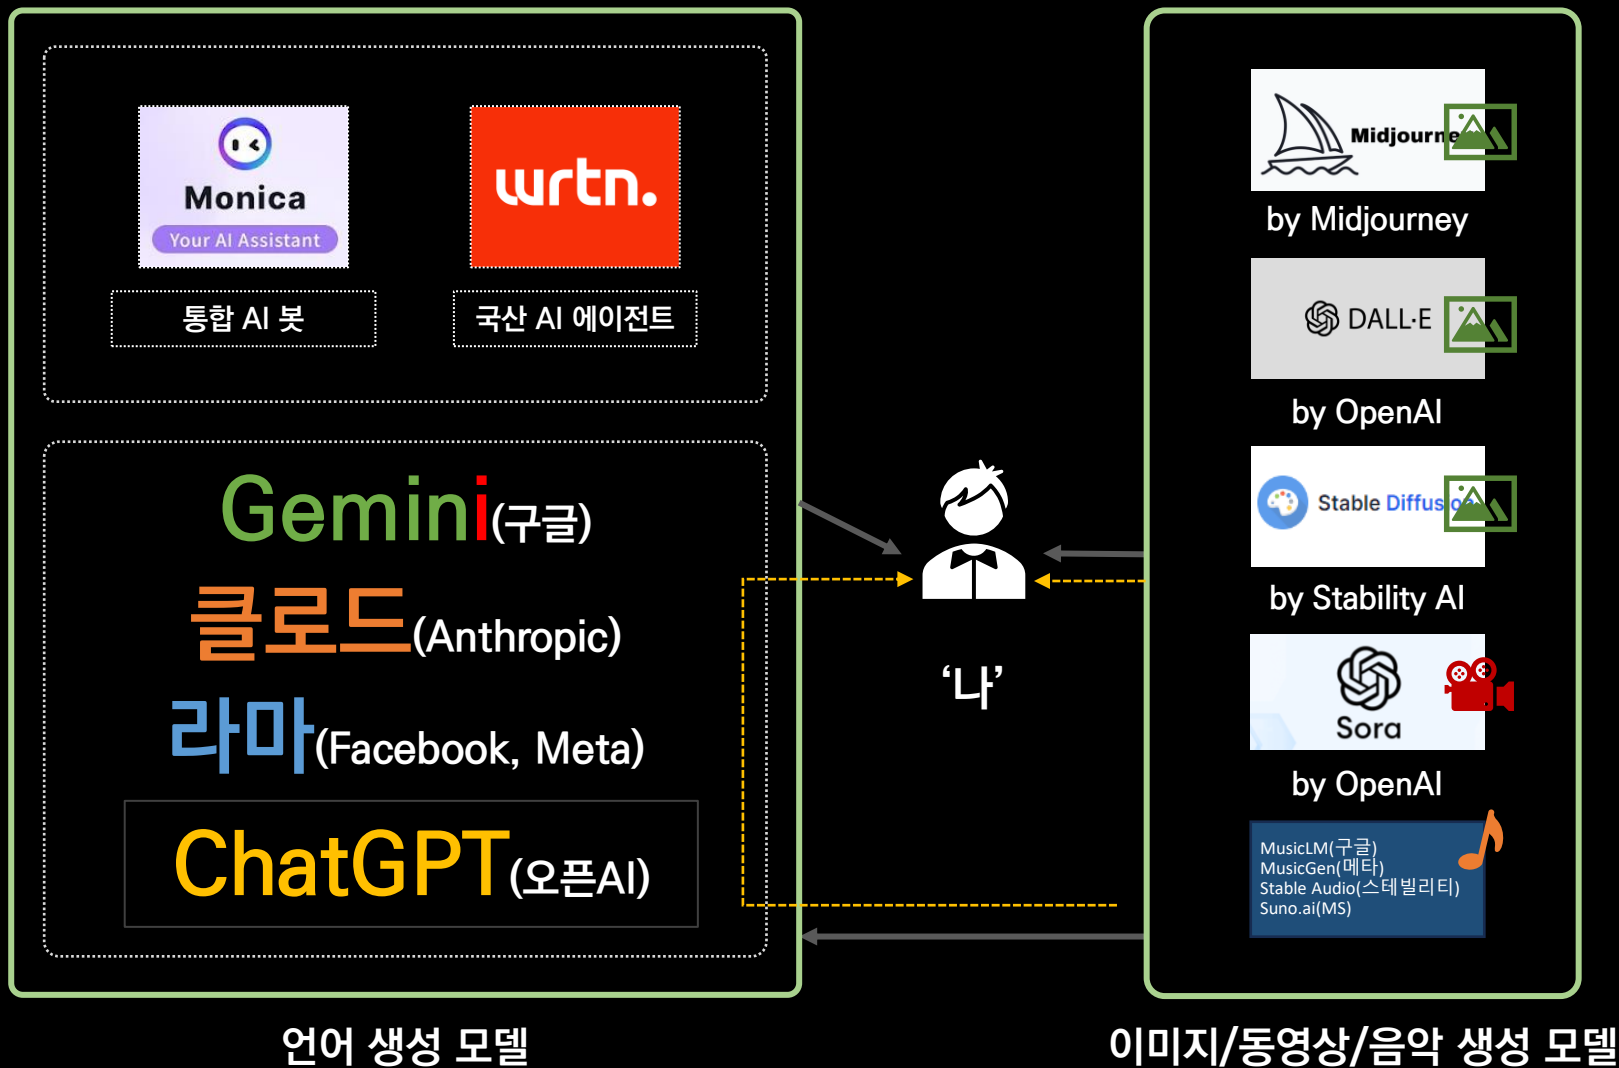 Monica
Your AI Assistant
wrtn.
통합 AI 봇
국산 AI 에이전트
Gemini(구글)
클로드(Anthropic)
라마(Facebook, Meta)
ChatGPT(오픈AI)
언어 생성 모델
‘나’
Midjourne
by Midjourney
DALL·E
by OpenAI
Stable Diffusion
by Stability AI
Sora
by OpenAI
MusicLM(구글)
MusicGen(메타)
Stable Audio(스테빌리티)
Suno.ai(MS)
이미지/동영상/음악 생성 모델